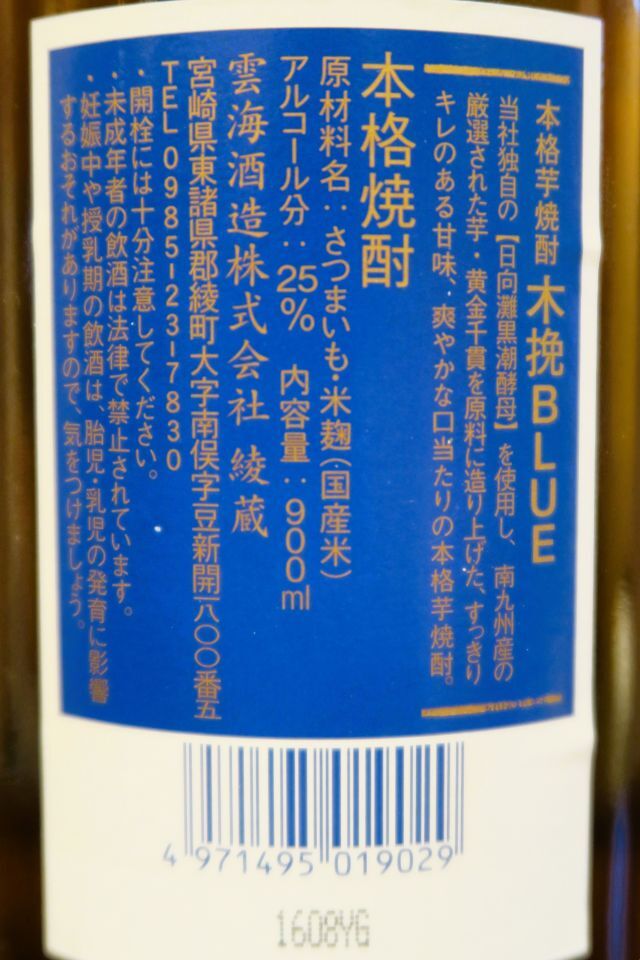 本格芋焼酎 木挽BLUE
当社独自の【日向灘黒潮酵母】を使用し、南九州産の
厳選された芋・黄金千貫を原料に造り上げた、すっきり
キレのある甘味、爽やかな口当たりの本格芋焼酎。
本格焼酎
原材料名：さつまいも・米麹（国産米）
アルコール分：25% 内容量：900ml
雲海酒造株式会社 綾蔵
宮崎県東諸県郡綾町大字南俣字豆新開一八〇〇番五
TEL 0985-23-7830
・開栓には十分注意してください。
・未成年者の飲酒は法律で禁止されています。
・妊娠中や授乳期の飲酒は、胎児・乳児の発育に影響
するおそれがありますので、気をつけましょう。
4 971495 019029
1608YG